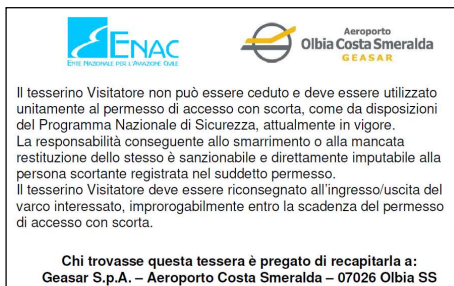 ENAC
ENTE NAZIONALE PER L'AVIAZIONE CIVILE
Aeroporto
Olbia Costa Smeralda
GEASAR
Il tesserino Visitatore non può essere ceduto e deve essere utilizzato
unitamente al permesso di accesso con scorta, come da disposizioni
del Programma Nazionale di Sicurezza, attualmente in vigore.
La responsabilità conseguente allo smarrimento o alla mancata
restituzione dello stesso è sanzionabile e direttamente imputabile alla
persona scortante registrata nel suddetto permesso.
Il tesserino Visitatore deve essere riconsegnato all'ingresso/uscita del
varco interessato, improrogabilmente entro la scadenza del permesso
di accesso con scorta.
Chi trovasse questa tessera è pregato di recapitarla a:
Geasar S.p.A. – Aeroporto Costa Smeralda – 07026 Olbia SS